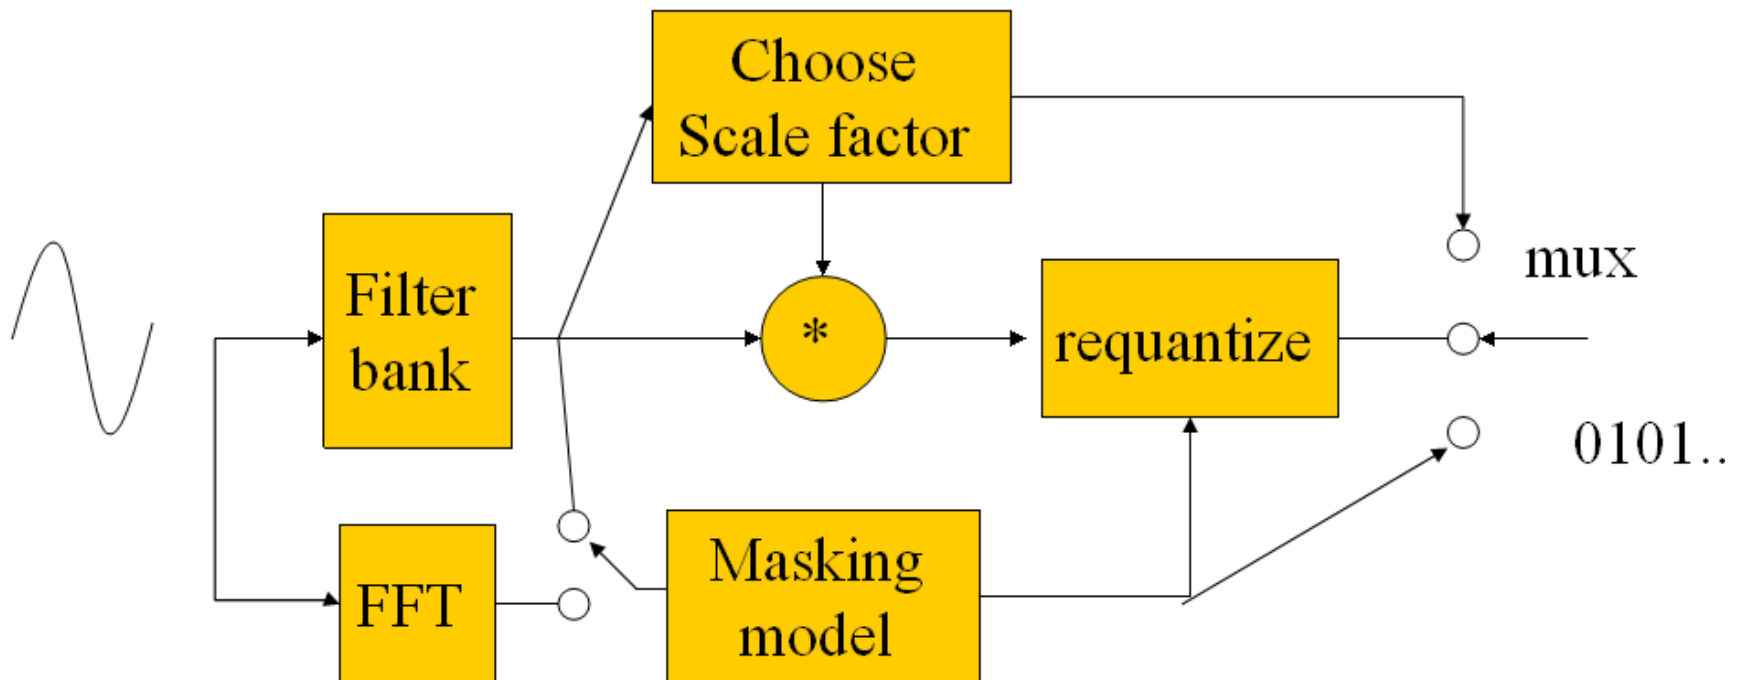 Choose
Scale factor
Filter
bank
*
requantize
mux
0101..
FFT
Masking
model